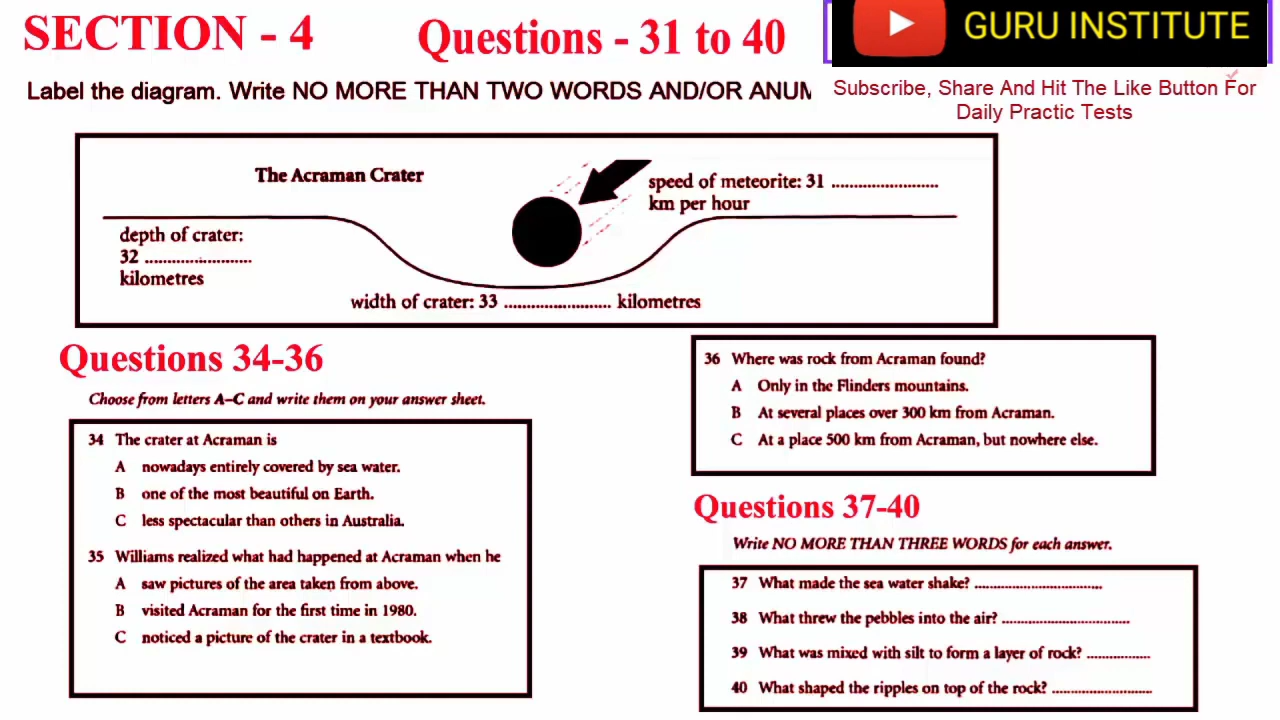 SECTION - 4
Questions - 31 to 40
GURU INSTITUTE
Label the diagram. Write NO MORE THAN TWO WORDS AND/OR ANUM
Subscribe, Share And Hit The Like Button For
Daily Practic Tests
The Acraman Crater
speed of meteorite: 31 ........................
km per hour
depth of crater:
32 ........................
kilometres
width of crater: 33 ........................ kilometres
Questions 34-36
Choose from letters A–C and write them on your answer sheet.
34 The crater at Acraman is
A nowadays entirely covered by sea water.
B one of the most beautiful on Earth.
C less spectacular than others in Australia.
35 Williams realized what had happened at Acraman when he
A saw pictures of the area taken from above.
B visited Acraman for the first time in 1980.
C noticed a picture of the crater in a textbook.
36 Where was rock from Acraman found?
A Only in the Flinders mountains.
B At several places over 300 km from Acraman.
C At a place 500 km from Acraman, but nowhere else.
Questions 37-40
Write NO MORE THAN THREE WORDS for each answer.
37 What made the sea water shake? .............................
38 What threw the pebbles into the air? .............................
39 What was mixed with silt to form a layer of rock? ...............
40 What shaped the ripples on top of the rock? .......................